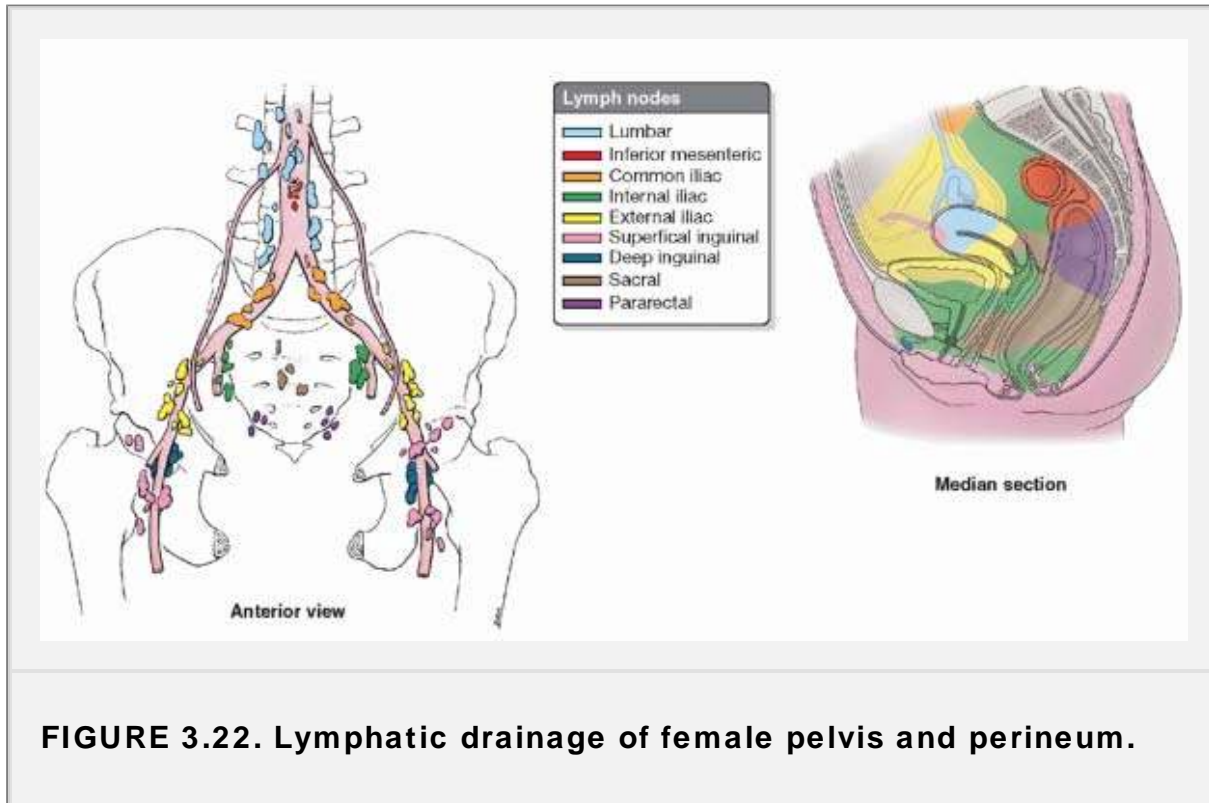 Lymph nodes
Lumbar
Inferior mesenteric
Common iliac
Internal iliac
External iliac
Superfical inguinal
Deep inguinal
Sacral
Pararectal
Median section
Anterior view
FIGURE 3.22. Lymphatic drainage of female pelvis and perineum.